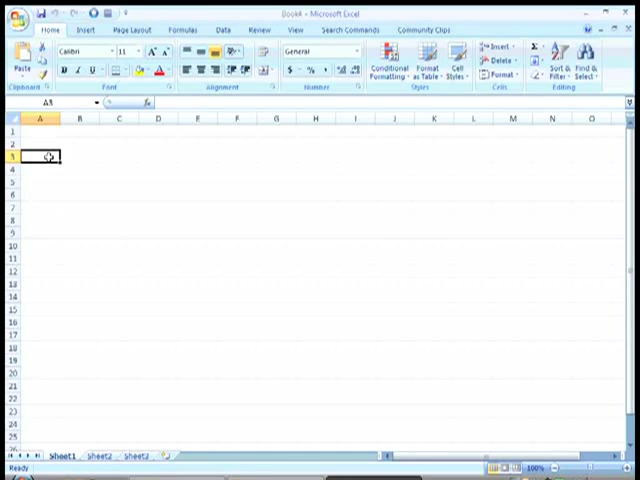 Book4 - Microsoft Excel
Home Insert Page Layout Formulas Data Review View Search Commands Community Clips
Paste Calibri 11 A A General Conditional Formatting Format as Table Cell Styles Insert Delete Format Σ Sort & Filter Find & Select
B I U A $ % ,
Clipboard Font Alignment Number Styles Cells Editing
A3 fx
A B C D E F G H I J K L M N O
1
2
3
4
5
6
7
8
9
10
11
12
13
14
15
16
17
18
19
20
21
22
23
24
25
26
Sheet1 Sheet2 Sheet3
Ready 100%